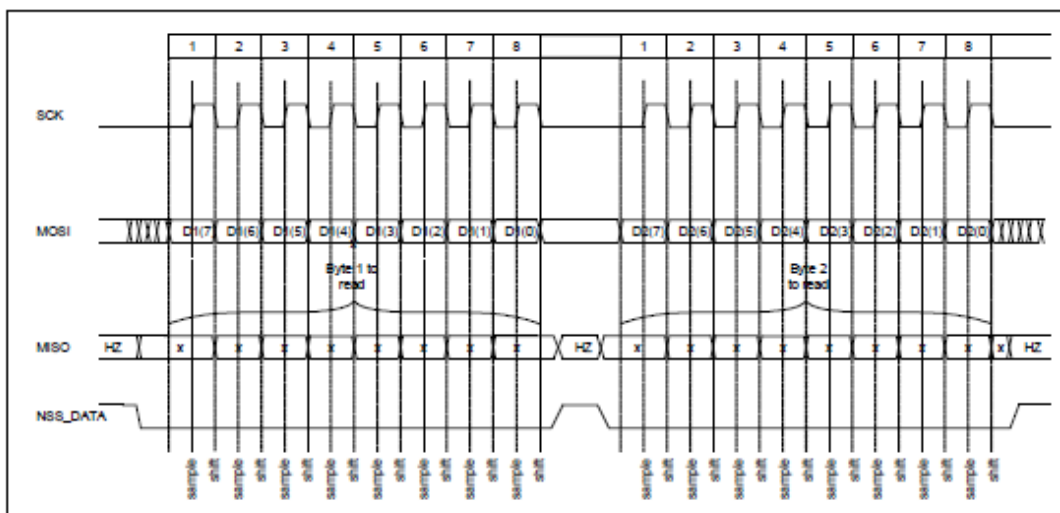 1 2 3 4 5 6 7 8 1 2 3 4 5 6 7 8
SCK
MOSI D1(7) D1(6) D1(5) D1(4) D1(3) D1(2) D1(1) D1(0) D2(7) D2(6) D2(5) D2(4) D2(3) D2(2) D2(1) D2(0)
Byte 1 to
read
Byte 2
to read
MISO HZ x x x x x x x x HZ x x x x x x x x x HZ
NSS_DATA
sample shift sample shift sample shift sample shift sample shift sample shift sample shift sample shift sample shift sample shift sample shift sample shift sample shift sample shift sample shift sample shift